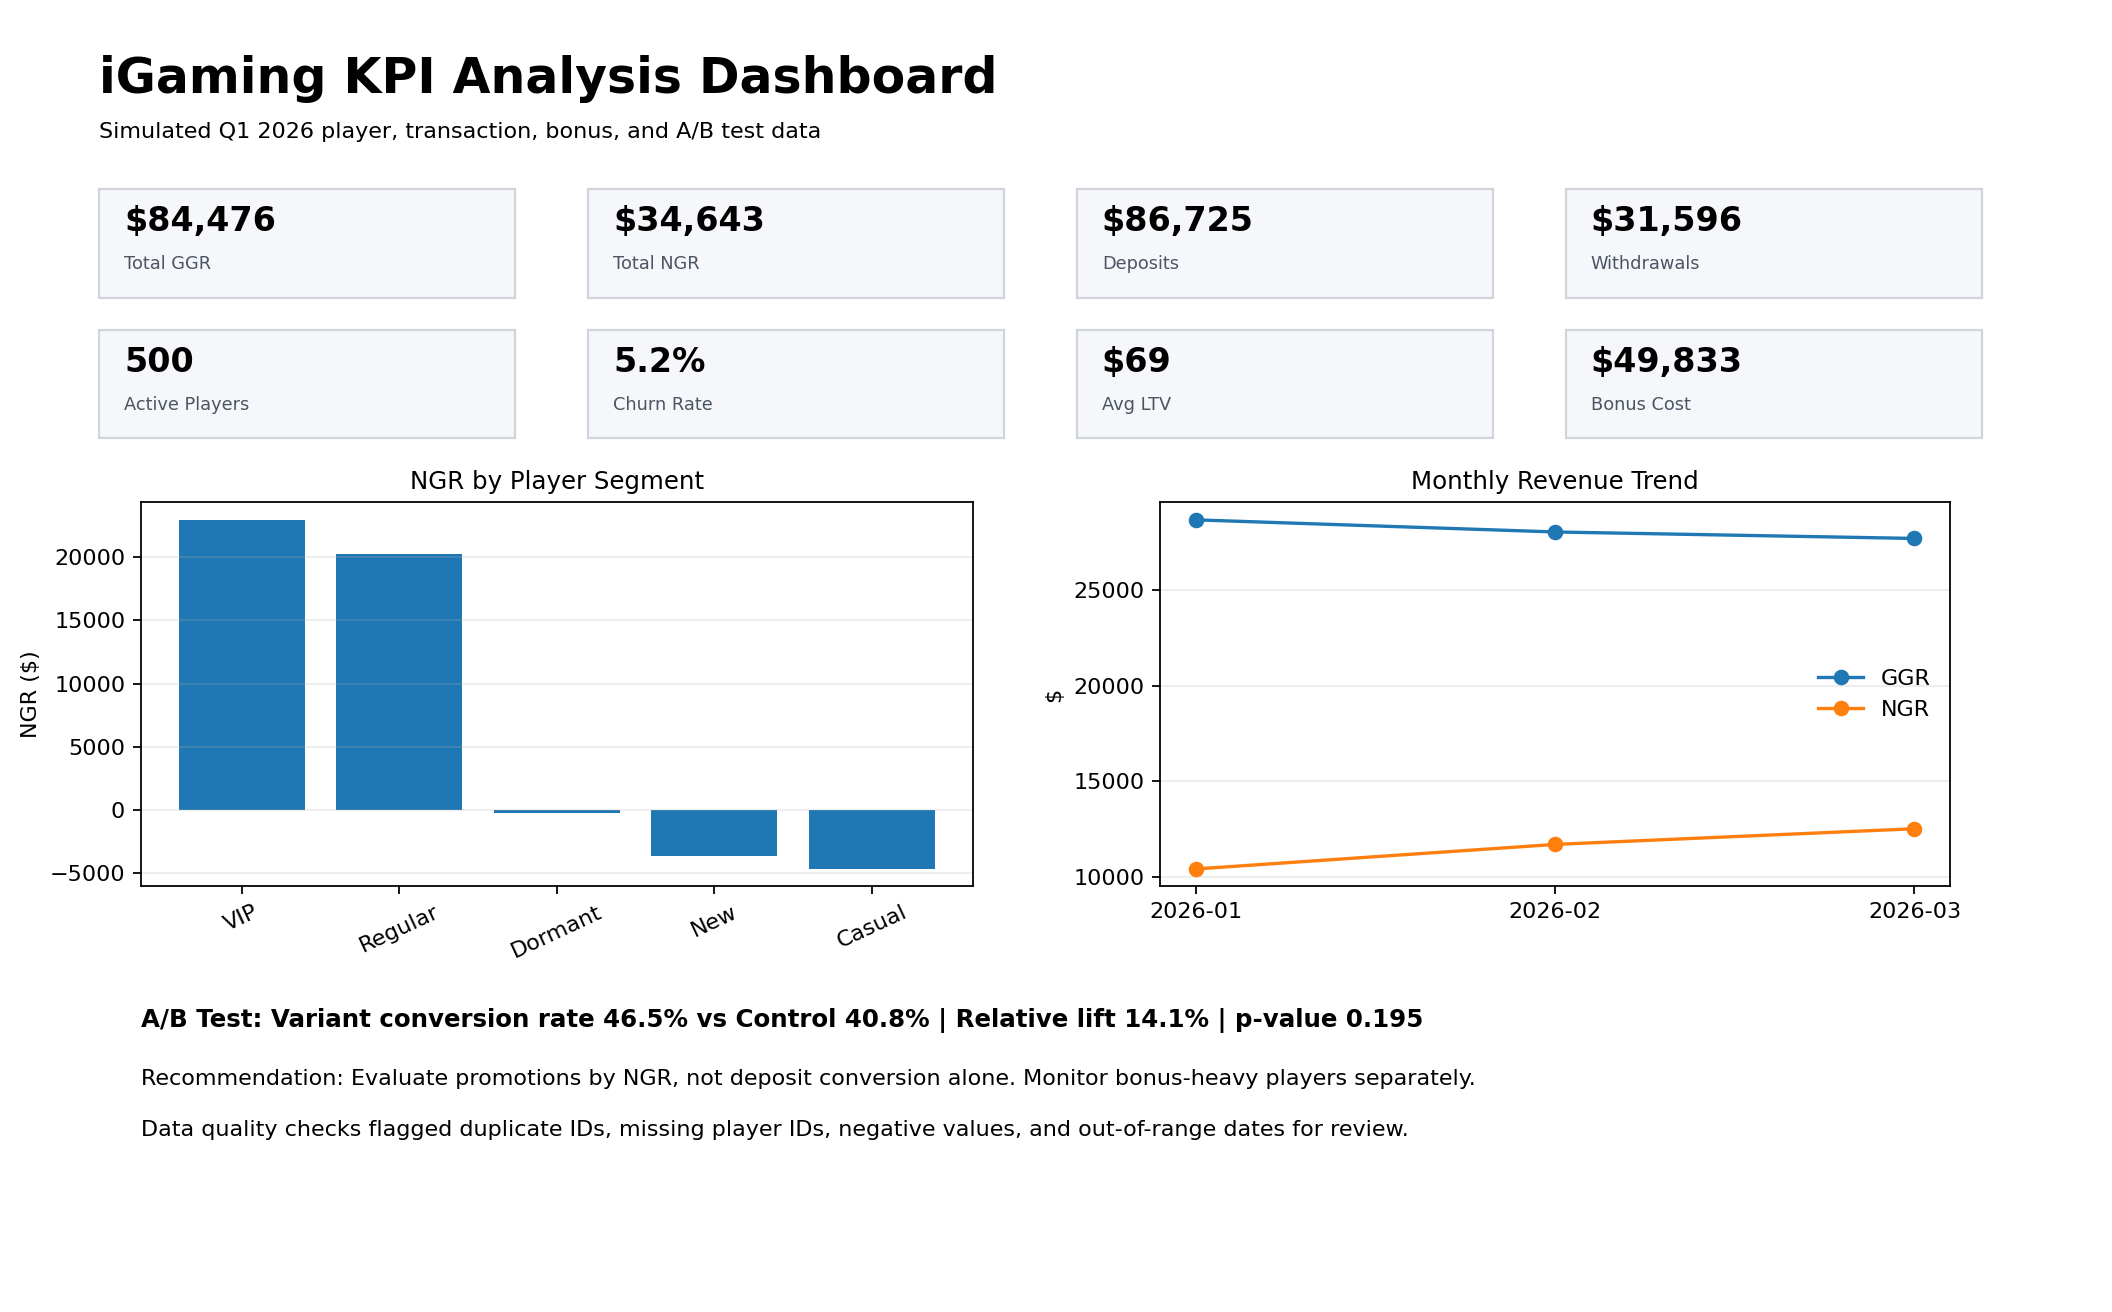 iGaming KPI Analysis Dashboard
Simulated Q1 2026 player, transaction, bonus, and A/B test data
$84,476
Total GGR
$34,643
Total NGR
$86,725
Deposits
$31,596
Withdrawals
500
Active Players
5.2%
Churn Rate
$69
Avg LTV
$49,833
Bonus Cost
NGR by Player Segment
NGR ($)
20000
15000
10000
5000
0
−5000
VIP
Regular
Dormant
New
Casual
Monthly Revenue Trend
$
25000
20000
15000
10000
GGR
NGR
2026-01
2026-02
2026-03
A/B Test: Variant conversion rate 46.5% vs Control 40.8% | Relative lift 14.1% | p-value 0.195
Recommendation: Evaluate promotions by NGR, not deposit conversion alone. Monitor bonus-heavy players separately.
Data quality checks flagged duplicate IDs, missing player IDs, negative values, and out-of-range dates for review.